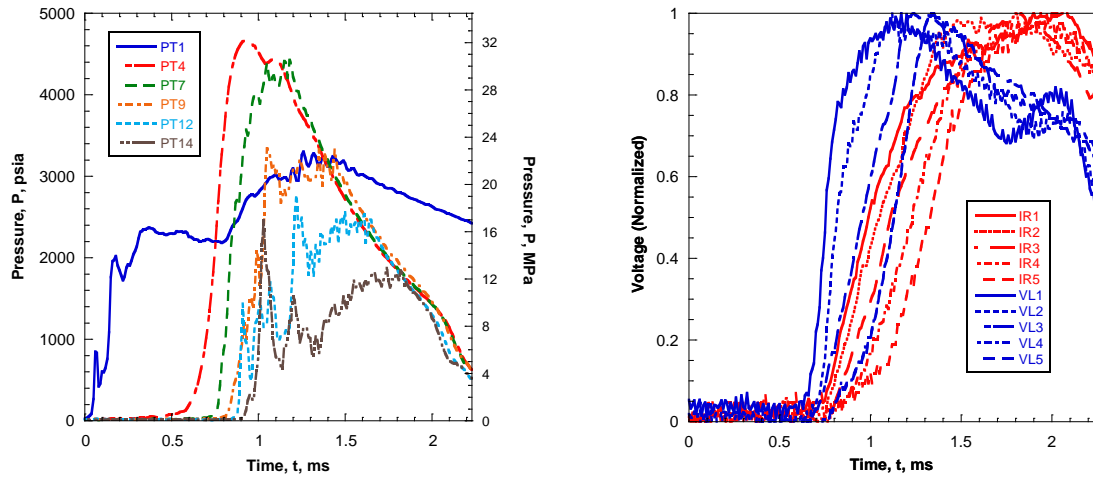 5000
4000
3000
2000
1000
0
Pressure, P, psia
PT1
PT4
PT7
PT9
PT12
PT14
32
28
24
20
16
12
8
4
0
Pressure, P, MPa
0
0.5
1
1.5
2
Time, t, ms
1
0.8
0.6
0.4
0.2
0
Voltage (Normalized)
IR1
IR2
IR3
IR4
IR5
VL1
VL2
VL3
VL4
VL5
0
0.5
1
1.5
2
Time, t, ms